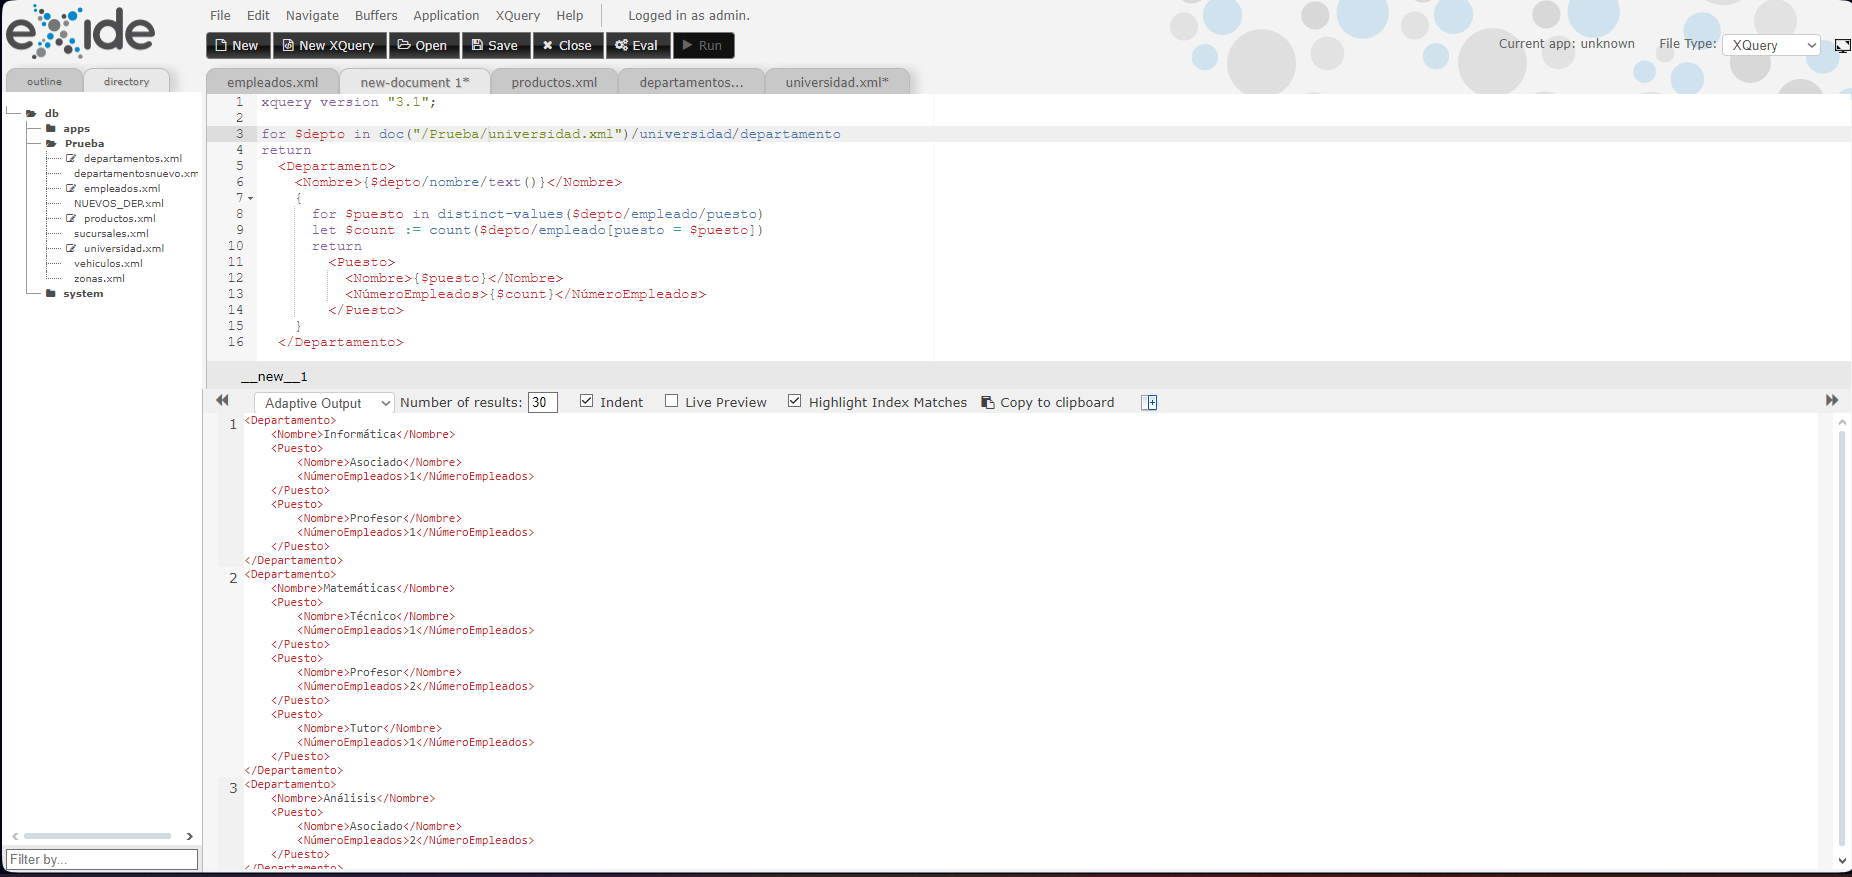 eXide
File Edit Navigate Buffers Application XQuery Help Logged in as admin.
New New XQuery Open Save Close Eval Run
Current app: unknown File Type: XQuery
outline directory
empleados.xml new-document 1* productos.xml departamentos... universidad.xml*
db
apps
Prueba
departamentos.xml
departamentosnuevo.xm
empleados.xml
NUEVOS_DEP.xml
productos.xml
sucursales.xml
universidad.xml
vehiculos.xml
zonas.xml
system
Filter by...
1 xquery version "3.1";
2
3 for $depto in doc("/Prueba/universidad.xml")/universidad/departamento
4 return
5 <Departamento>
6 <Nombre>{$depto/nombre/text()}</Nombre>
7 {
8 for $puesto in distinct-values($depto/empleado/puesto)
9 let $count := count($depto/empleado[puesto = $puesto])
10 return
11 <Puesto>
12 <Nombre>{$puesto}</Nombre>
13 <NúmeroEmpleados>{$count}</NúmeroEmpleados>
14 </Puesto>
15 }
16 </Departamento>
__new__1
Adaptive Output Number of results: 30 Indent Live Preview Highlight Index Matches Copy to clipboard
1 <Departamento>
<Nombre>Informática</Nombre>
<Puesto>
<Nombre>Asociado</Nombre>
<NúmeroEmpleados>1</NúmeroEmpleados>
</Puesto>
<Puesto>
<Nombre>Profesor</Nombre>
<NúmeroEmpleados>1</NúmeroEmpleados>
</Puesto>
</Departamento>
2 <Departamento>
<Nombre>Matemáticas</Nombre>
<Puesto>
<Nombre>Técnico</Nombre>
<NúmeroEmpleados>1</NúmeroEmpleados>
</Puesto>
<Puesto>
<Nombre>Profesor</Nombre>
<NúmeroEmpleados>2</NúmeroEmpleados>
</Puesto>
<Puesto>
<Nombre>Tutor</Nombre>
<NúmeroEmpleados>1</NúmeroEmpleados>
</Puesto>
</Departamento>
3 <Departamento>
<Nombre>Análisis</Nombre>
<Puesto>
<Nombre>Asociado</Nombre>
<NúmeroEmpleados>2</NúmeroEmpleados>
</Puesto>
</Departamento>